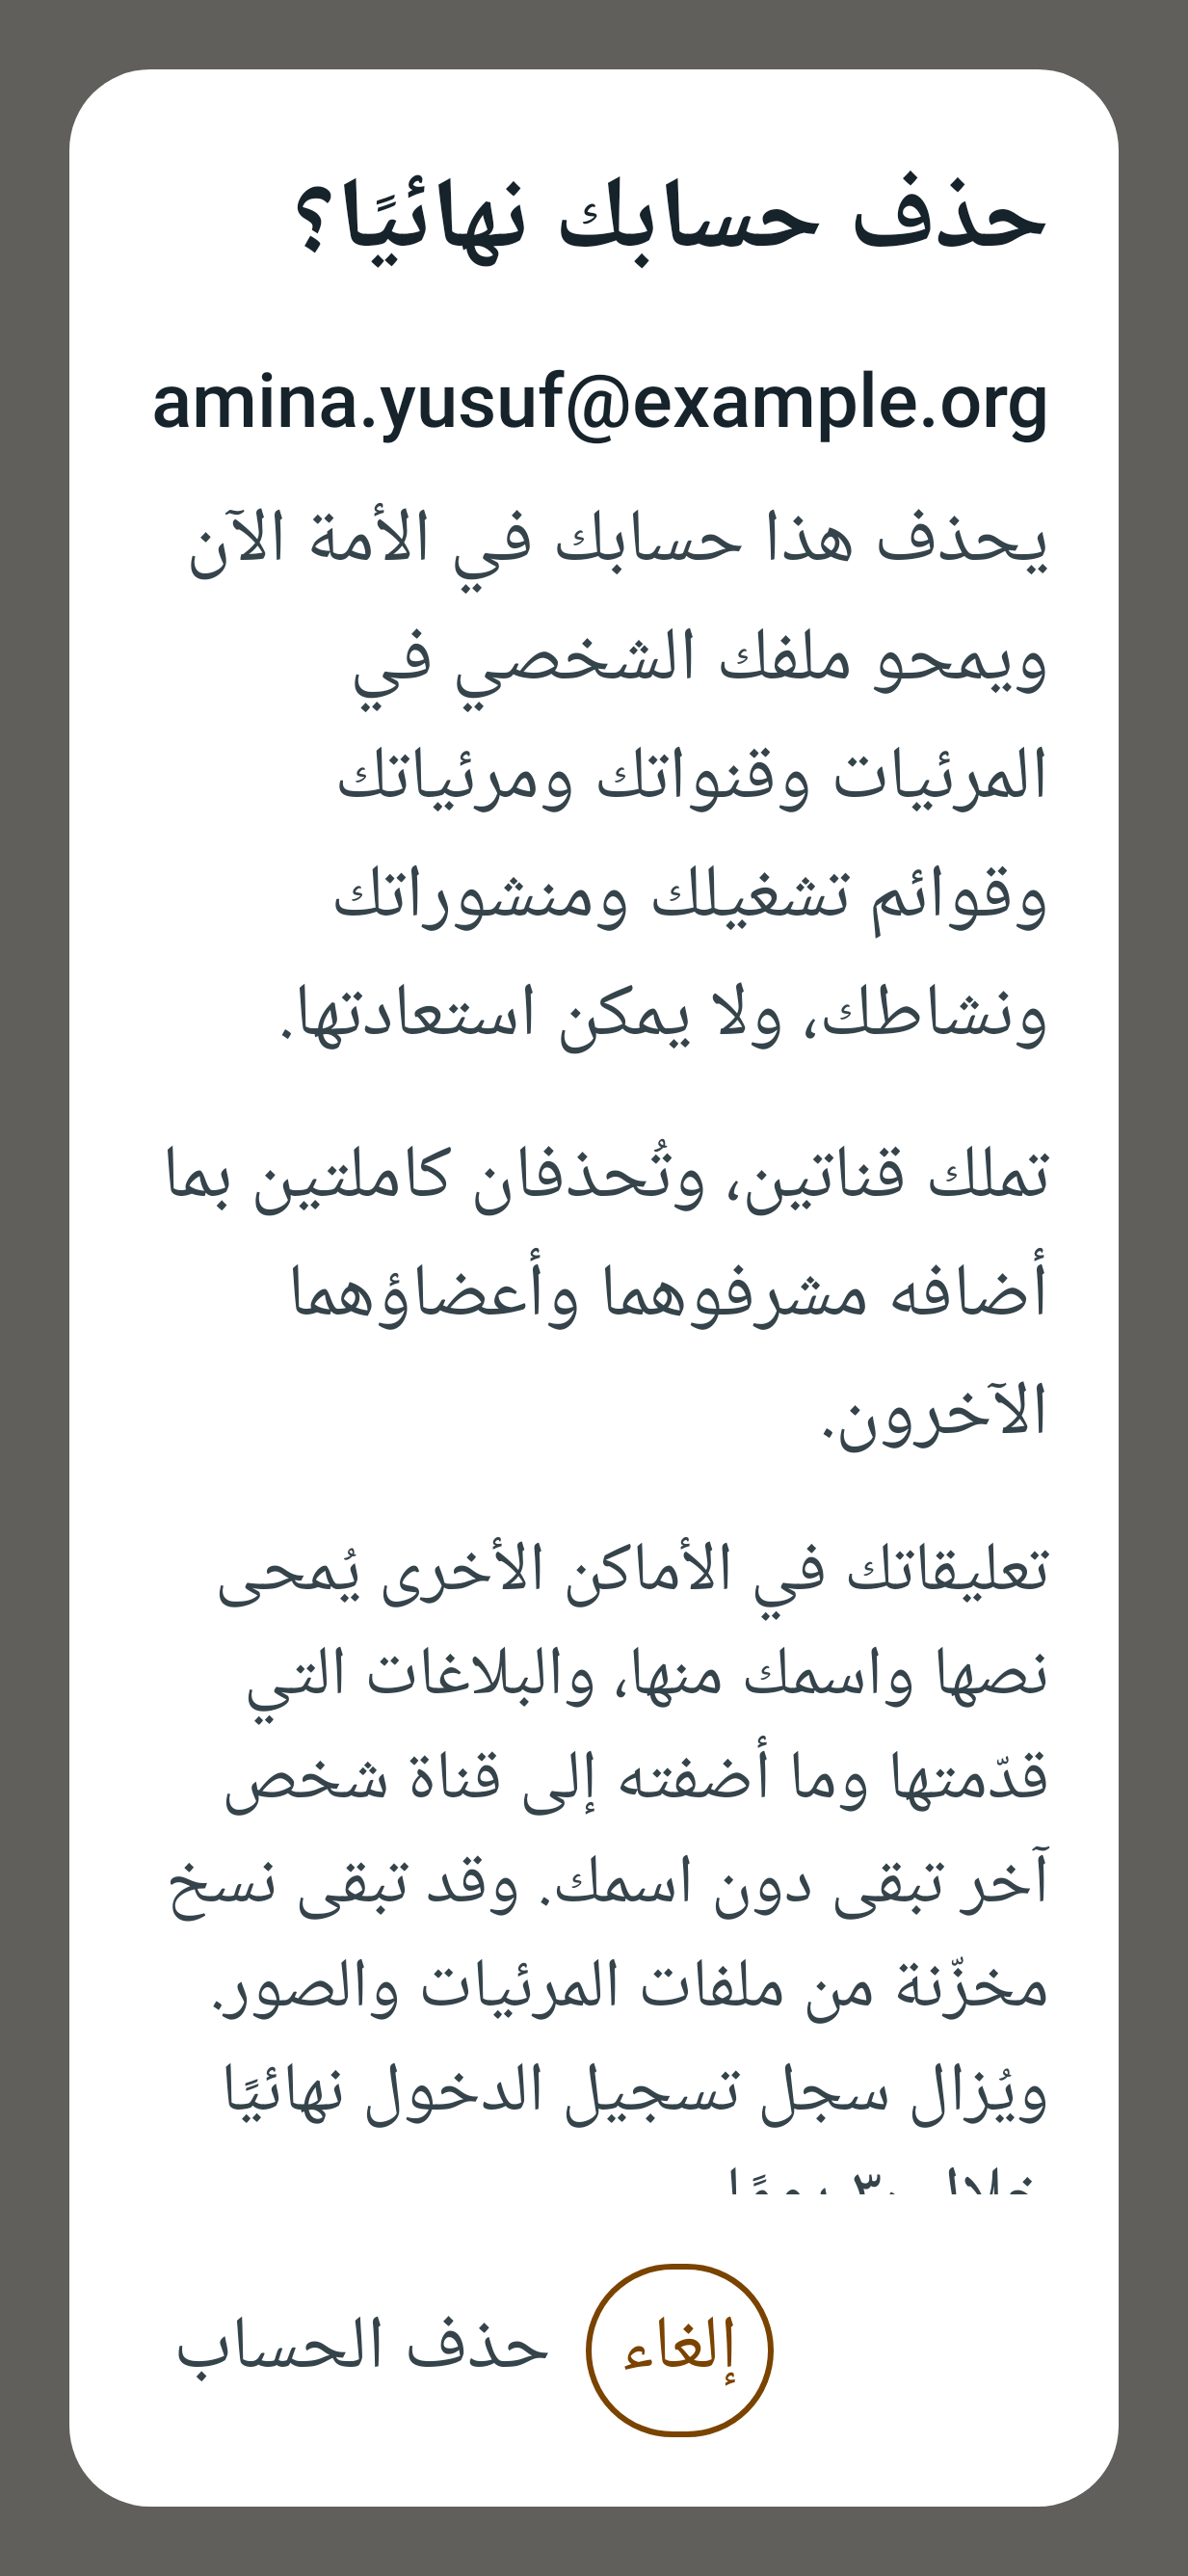 حذف حسابك نهائيًا؟
amina.yusuf@example.org
يحذف هذا حسابك في الأمة الآن
ويمحو ملفك الشخصي في
المرئيات وقنواتك ومرئياتك
وقوائم تشغيلك ومنشوراتك
ونشاطك، ولا يمكن استعادتها.
تملك قناتين، وتُحذفان كاملتين بما
أضافه مشرفوهما وأعضاؤهما
الآخرون.
تعليقاتك في الأماكن الأخرى يُمحى
نصها واسمك منها، والبلاغات التي
قدّمتها وما أضفته إلى قناة شخص
آخر تبقى دون اسمك. وقد تبقى نسخ
مخزّنة من ملفات المرئيات والصور.
ويُزال سجل تسجيل الدخول نهائيًا
خلال ٣٠ يومًا
إلغاء
حذف الحساب